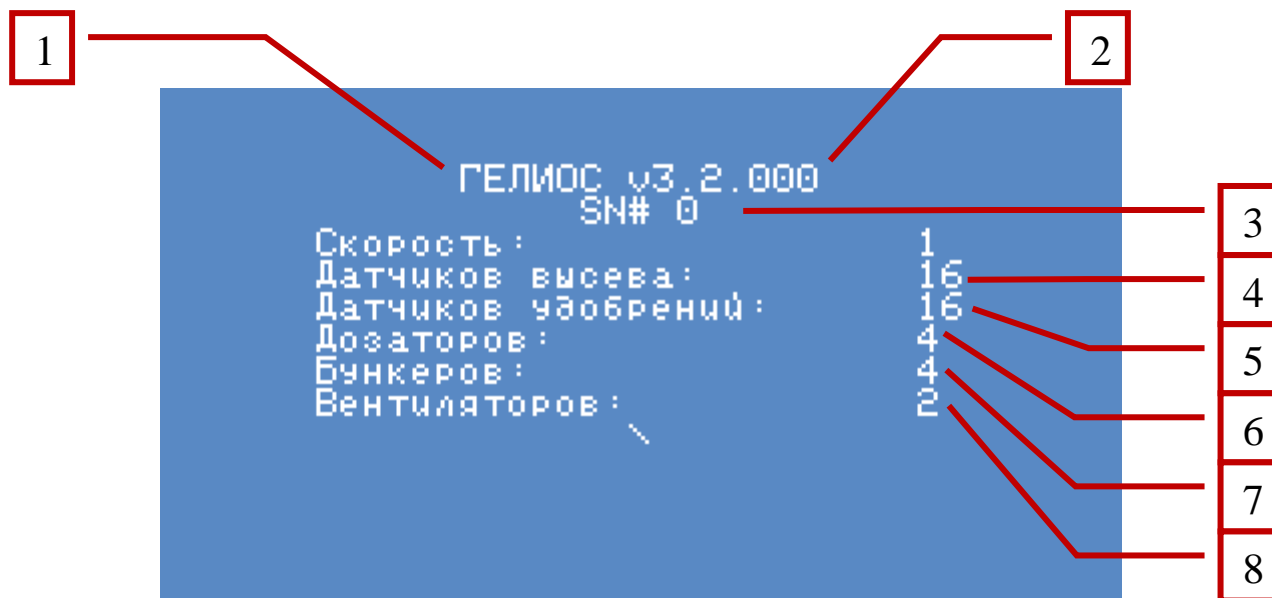 1
2
ГЕЛИОС v3.2.000
SN# 0
3
Скорость: 1
Датчиков высева: 16
4
Датчиков удобрений: 16
5
Дозаторов: 4
6
Бункеров: 4
7
Вентиляторов: 2
8
\